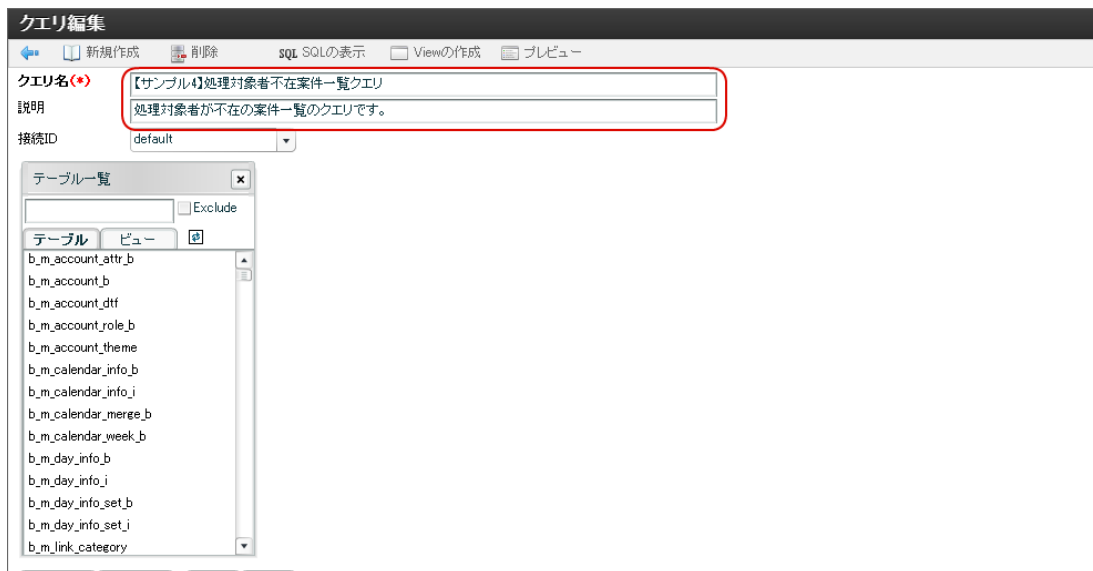 クエリ編集
新規作成 削除 SQL SQLの表示 Viewの作成 プレビュー
クエリ名(*) 【サンプル4】処理対象者不在案件一覧クエリ
説明 処理対象者が不在の案件一覧のクエリです。
接続ID default
テーブル一覧
Exclude
テーブル ビュー
b_m_account_attr_b
b_m_account_b
b_m_account_dtf
b_m_account_role_b
b_m_account_theme
b_m_calendar_info_b
b_m_calendar_info_i
b_m_calendar_merge_b
b_m_calendar_week_b
b_m_day_info_b
b_m_day_info_i
b_m_day_info_set_b
b_m_day_info_set_i
b_m_link_category